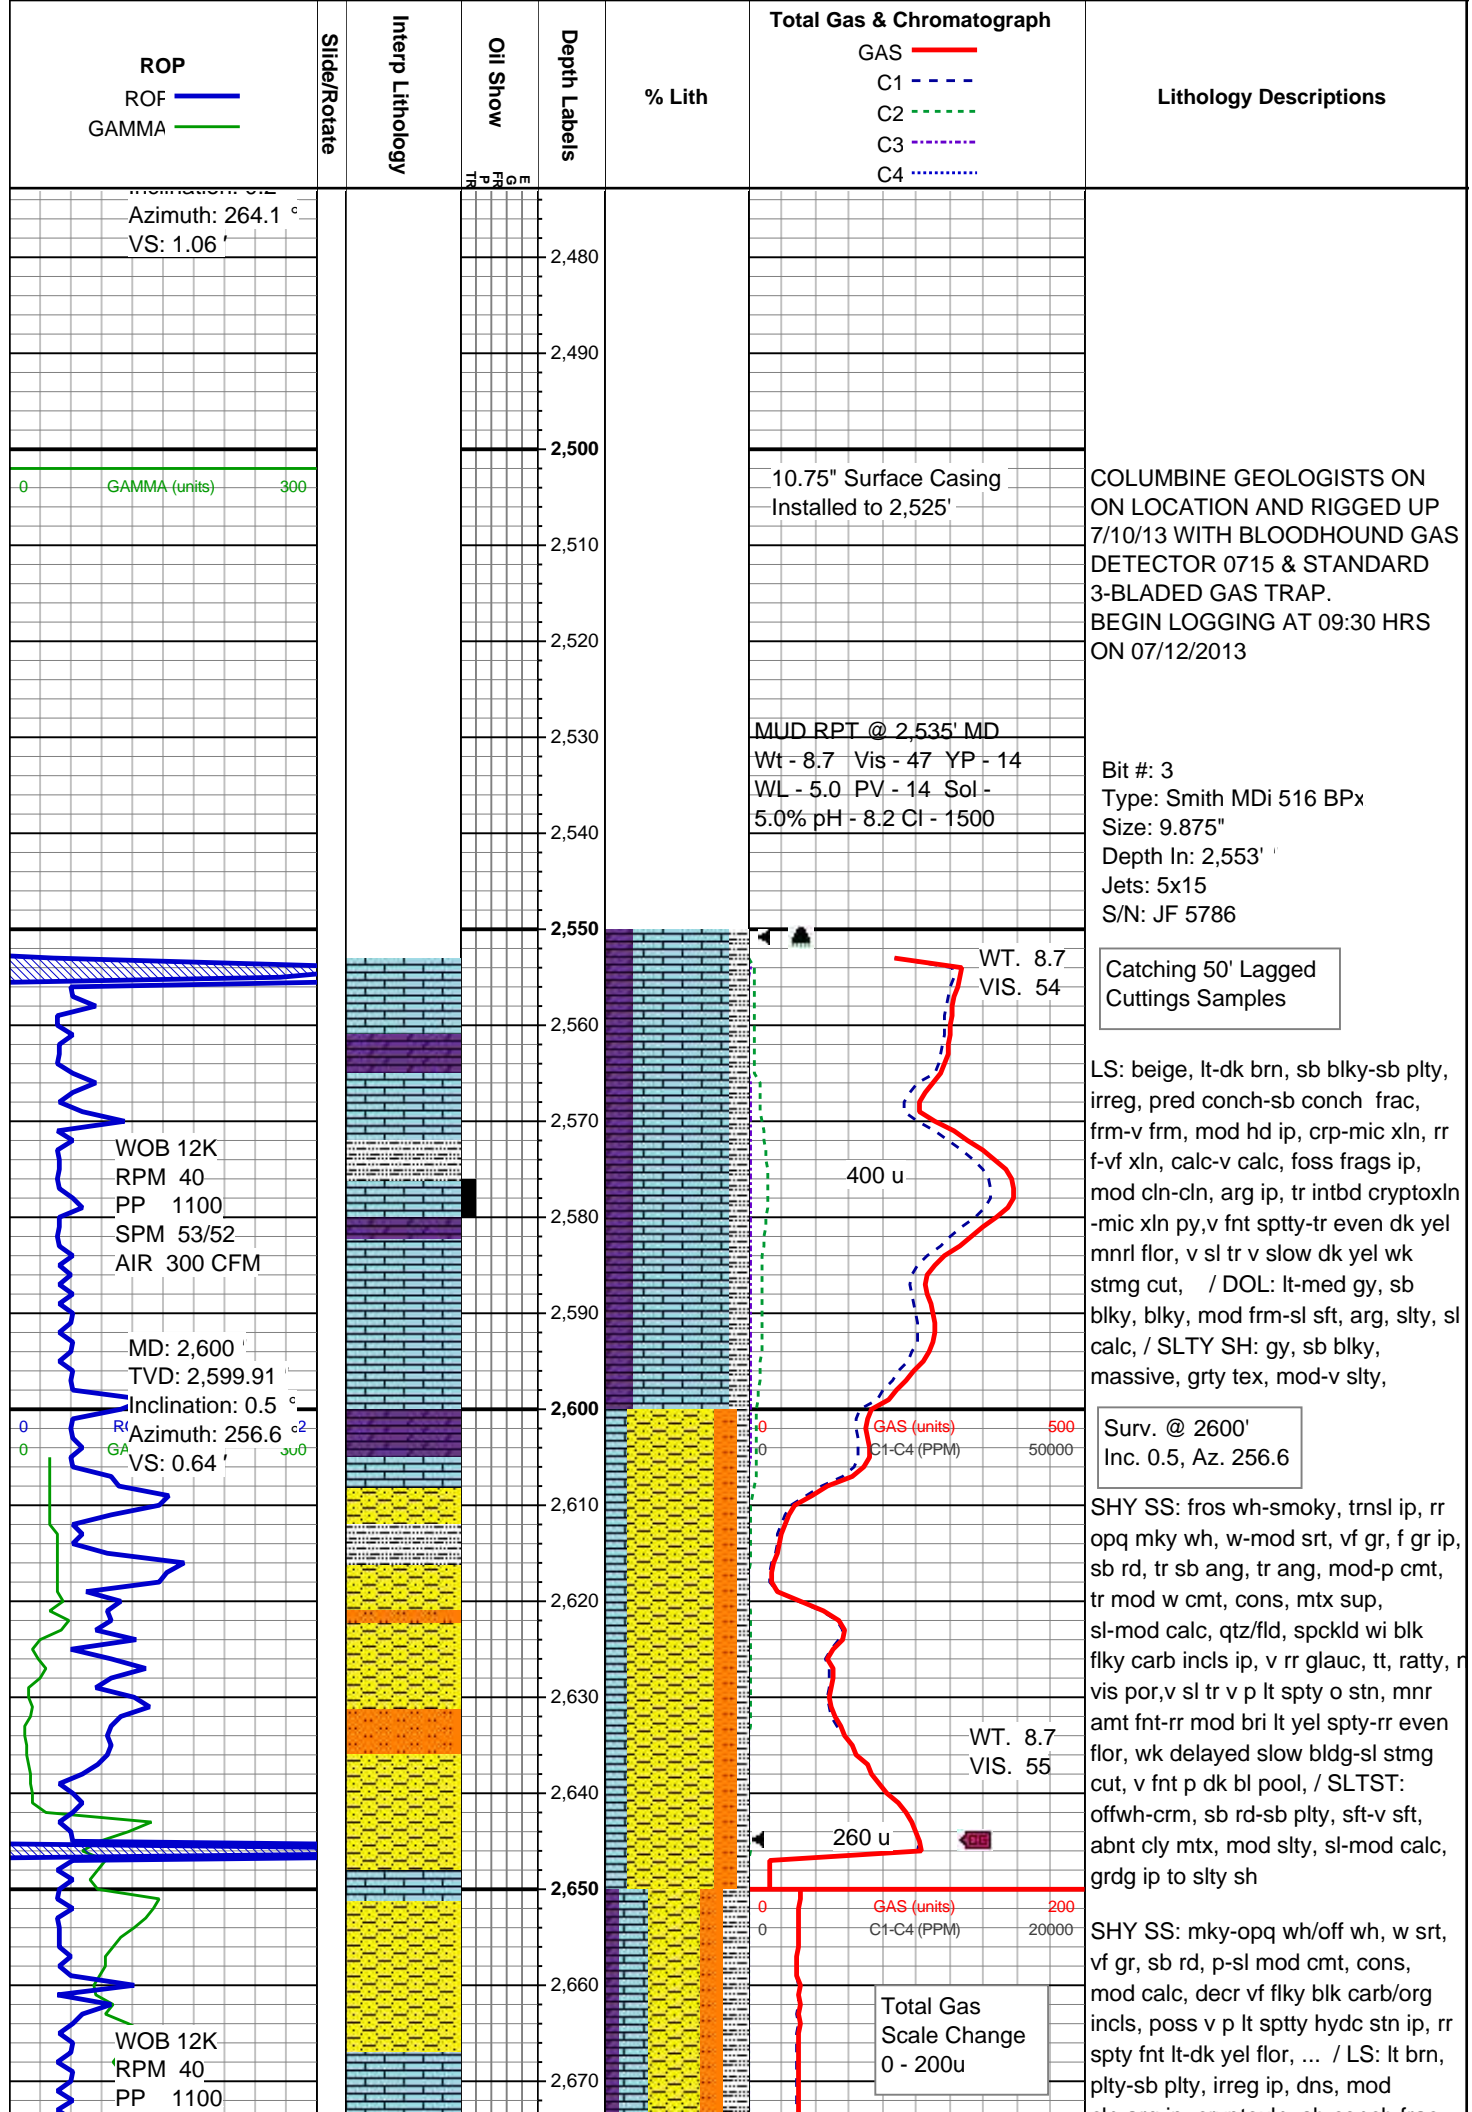 ROP
ROP
GAMMA
Slide/Rotate
Interp Lithology
Oil Show
TR P FR G E
Depth Labels
% Lith
Total Gas & Chromatograph
GAS
C1
C2
C3
C4
Lithology Descriptions
Azimuth: 264.1 °
VS: 1.06 '
2,480
2,490
2,500
0 GAMMA (units) 300
10.75" Surface Casing
Installed to 2,525'
COLUMBINE GEOLOGISTS ON
ON LOCATION AND RIGGED UP
7/10/13 WITH BLOODHOUND GAS
DETECTOR 0715 & STANDARD
3-BLADED GAS TRAP.
BEGIN LOGGING AT 09:30 HRS
ON 07/12/2013
2,510
2,520
2,530
MUD RPT @ 2,535' MD
Wt - 8.7 Vis - 47 YP - 14
WL - 5.0 PV - 14 Sol -
5.0% pH - 8.2 Cl - 1500
2,540
Bit #: 3
Type: Smith MDi 516 BPx
Size: 9.875"
Depth In: 2,553' '
Jets: 5x15
S/N: JF 5786
2,550
WT. 8.7
VIS. 54
Catching 50' Lagged
Cuttings Samples
2,560
2,570
LS: beige, lt-dk brn, sb blky-sb plty,
irreg, pred conch-sb conch frac,
frm-v frm, mod hd ip, crp-mic xln, rr
f-vf xln, calc-v calc, foss frags ip,
mod cln-cln, arg ip, tr intbd cryptoxln
-mic xln py,v fnt sptty-tr even dk yel
mnrl flor, v sl tr v slow dk yel wk
stmg cut, / DOL: lt-med gy, sb
blky, blky, mod frm-sl sft, arg, slty, sl
calc, / SLTY SH: gy, sb blky,
massive, grty tex, mod-v slty,
WOB 12K
RPM 40
PP 1100
SPM 53/52
AIR 300 CFM
400 u
2,580
2,590
MD: 2,600 '
TVD: 2,599.91 '
Inclination: 0.5 °
Azimuth: 256.6 °
VS: 0.64 '
2,600
0 2
0 GA 300
0 GAS (units) 500
0 C1-C4 (PPM) 50000
Surv. @ 2600'
Inc. 0.5, Az. 256.6
2,610
2,620
2,630
SHY SS: fros wh-smoky, trnsl ip, rr
opq mky wh, w-mod srt, vf gr, f gr ip,
sb rd, tr sb ang, tr ang, mod-p cmt,
tr mod w cmt, cons, mtx sup,
sl-mod calc, qtz/fld, spckld wi blk
flky carb incls ip, v rr glauc, tt, ratty,
vis por,v sl tr v p lt spty o stn, mnr
amt fnt-rr mod bri lt yel spty-rr even
flor, wk delayed slow bldg-sl stmg
cut, v fnt p dk bl pool, / SLTST:
offwh-crm, sb rd-sb plty, sft-v sft,
abnt cly mtx, mod slty, sl-mod calc,
grdg ip to slty sh
WT. 8.7
VIS. 55
2,640
260 u
CG
2,650
0 GAS (units) 200
0 C1-C4 (PPM) 20000
2,660
Total Gas
Scale Change
0 - 200u
WOB 12K
RPM 40
PP 1100
2,670
SHY SS: mky-opq wh/off wh, w srt,
vf gr, sb rd, p-sl mod cmt, cons,
mod calc, decr vf flky blk carb/org
incls, poss v p lt sptty hydc stn ip, rr
spty fnt lt-dk yel flor, ... / LS: lt brn,
plty-sb plty, irreg ip, dns, mod